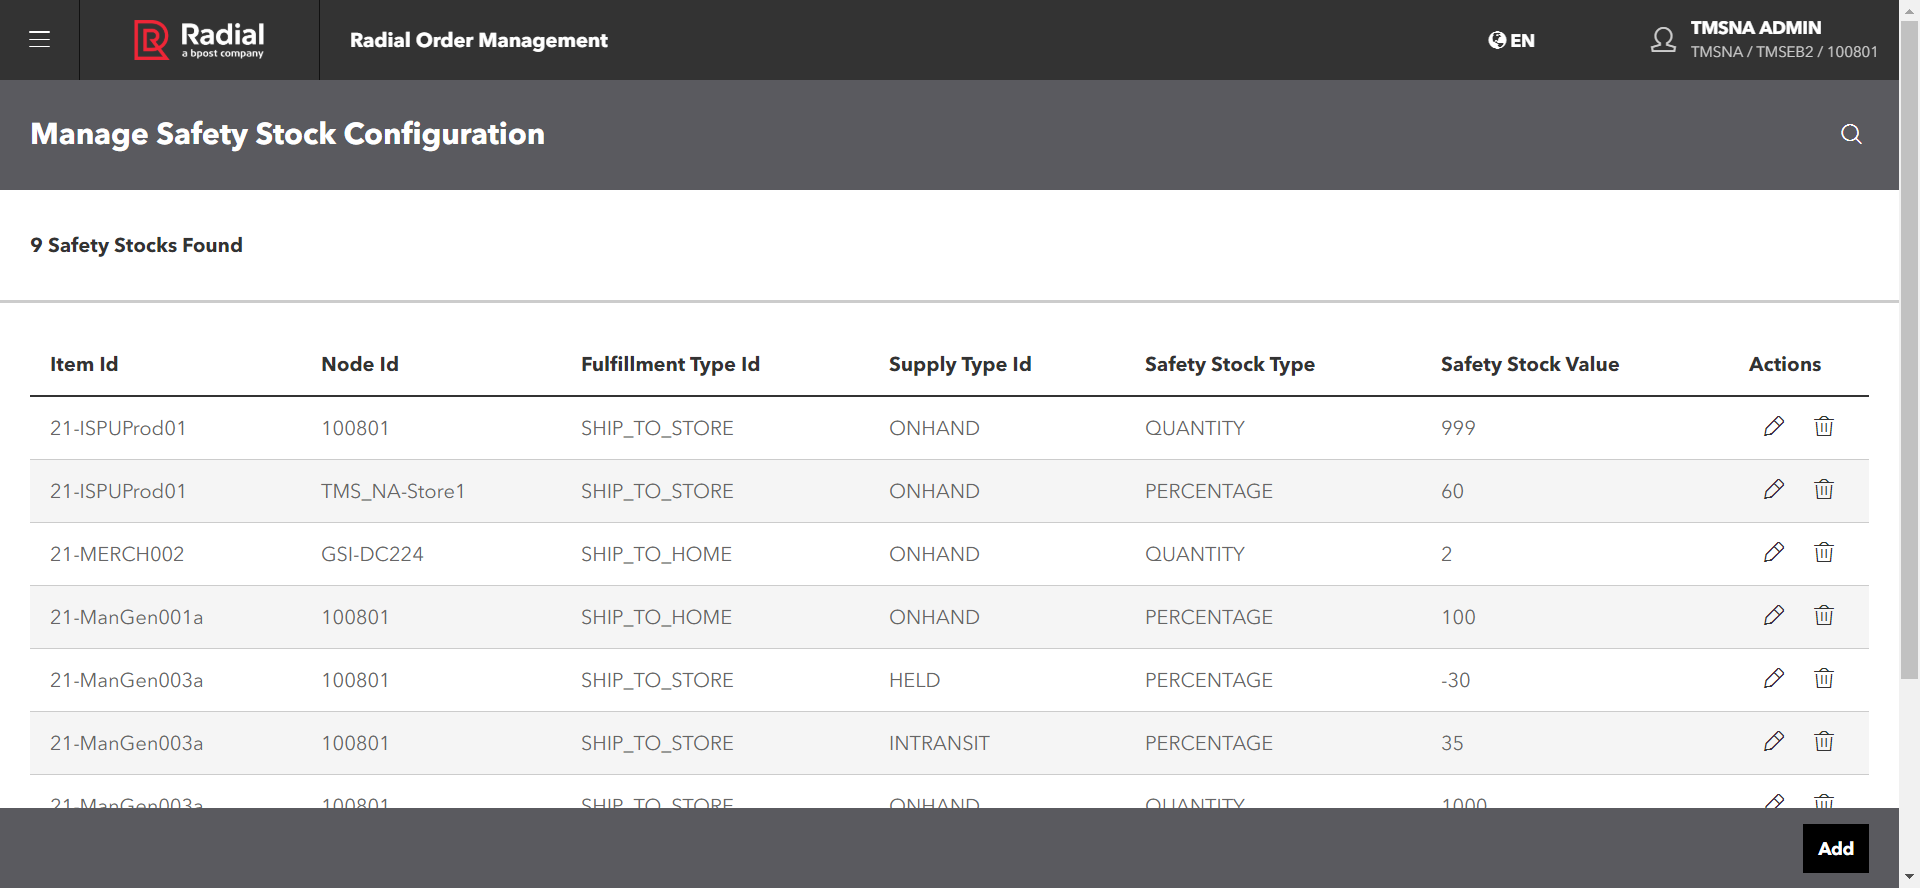 Radial
a bpost company
Radial Order Management
EN
TMSNA ADMIN
TMSNA / TMSEB2 / 100801
Manage Safety Stock Configuration
9 Safety Stocks Found
Item Id Node Id Fulfillment Type Id Supply Type Id Safety Stock Type Safety Stock Value Actions
21-ISPUProd01 100801 SHIP_TO_STORE ONHAND QUANTITY 999
21-ISPUProd01 TMS_NA-Store1 SHIP_TO_STORE ONHAND PERCENTAGE 60
21-MERCH002 GSI-DC224 SHIP_TO_HOME ONHAND QUANTITY 2
21-ManGen001a 100801 SHIP_TO_HOME ONHAND PERCENTAGE 100
21-ManGen003a 100801 SHIP_TO_STORE HELD PERCENTAGE -30
21-ManGen003a 100801 SHIP_TO_STORE INTRANSIT PERCENTAGE 35
21-ManGen003a 100801 SHIP_TO_STORE ONHAND QUANTITY 1000
Add